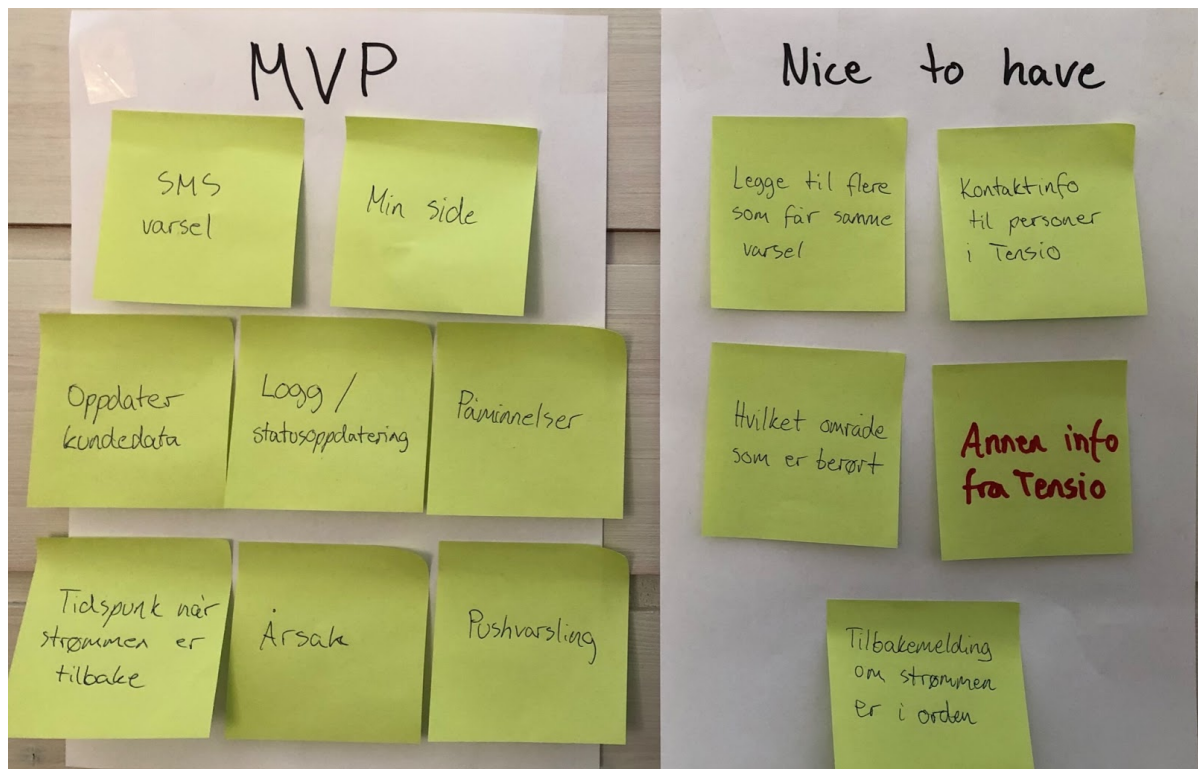 MVP
SMS
varsel
Min side
Oppdater
kundedata
Logg /
statusoppdatering
Påminnelser
Tidspunk når
strømmen er
tilbake
Årsak
Pushvarsling
Nice to have
Legge til flere
som får samme
varsel
Kontaktinfo
til personer
i Tensio
Hvilket område
som er berørt
Annen info
fra Tensio
Tilbakemelding
om strømmen
er i orden